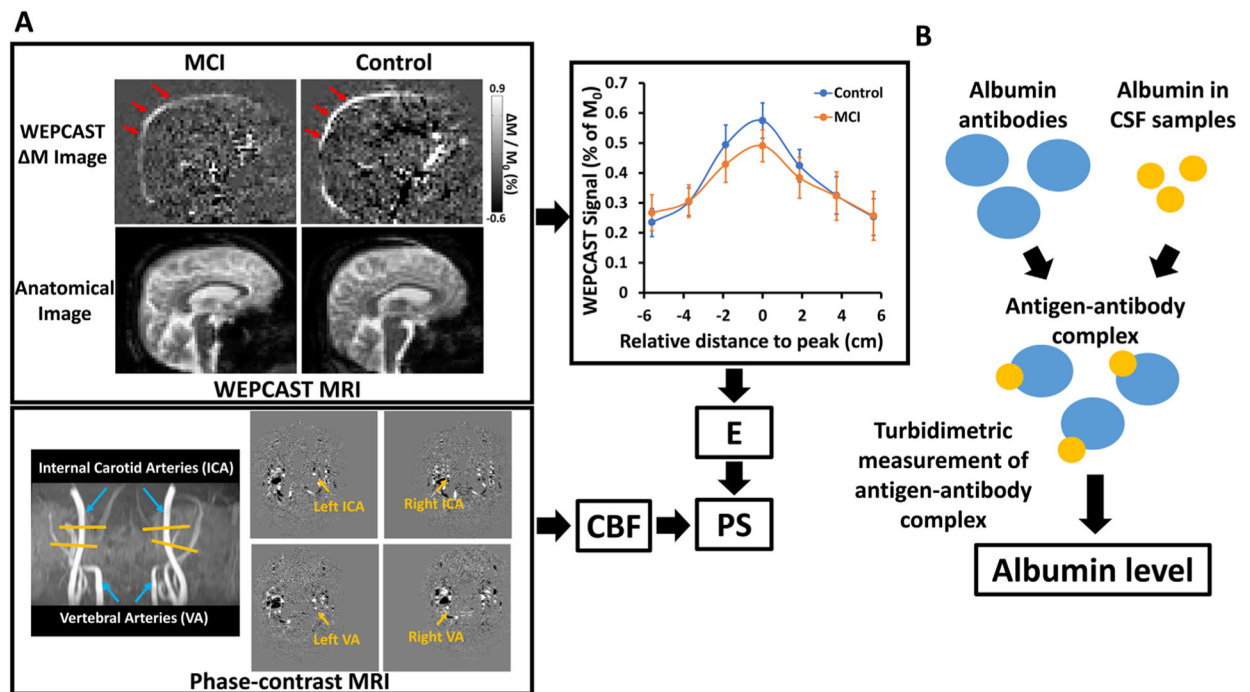 A
MCI
Control
WEPCAST
ΔM Image
0.9
ΔM / M₀ (%)
-0.6
Anatomical
Image
WEPCAST MRI
WEPCAST Signal (% of M₀)
0.7
0.6
0.5
0.4
0.3
0.2
0.1
0
-6
-4
-2
0
2
4
6
Relative distance to peak (cm)
Control
MCI
Internal Carotid Arteries (ICA)
Vertebral Arteries (VA)
Left ICA
Right ICA
Left VA
Right VA
Phase-contrast MRI
E
CBF
PS
B
Albumin
antibodies
Albumin in
CSF samples
Antigen-antibody
complex
Turbidimetric
measurement of
antigen-antibody
complex
Albumin level